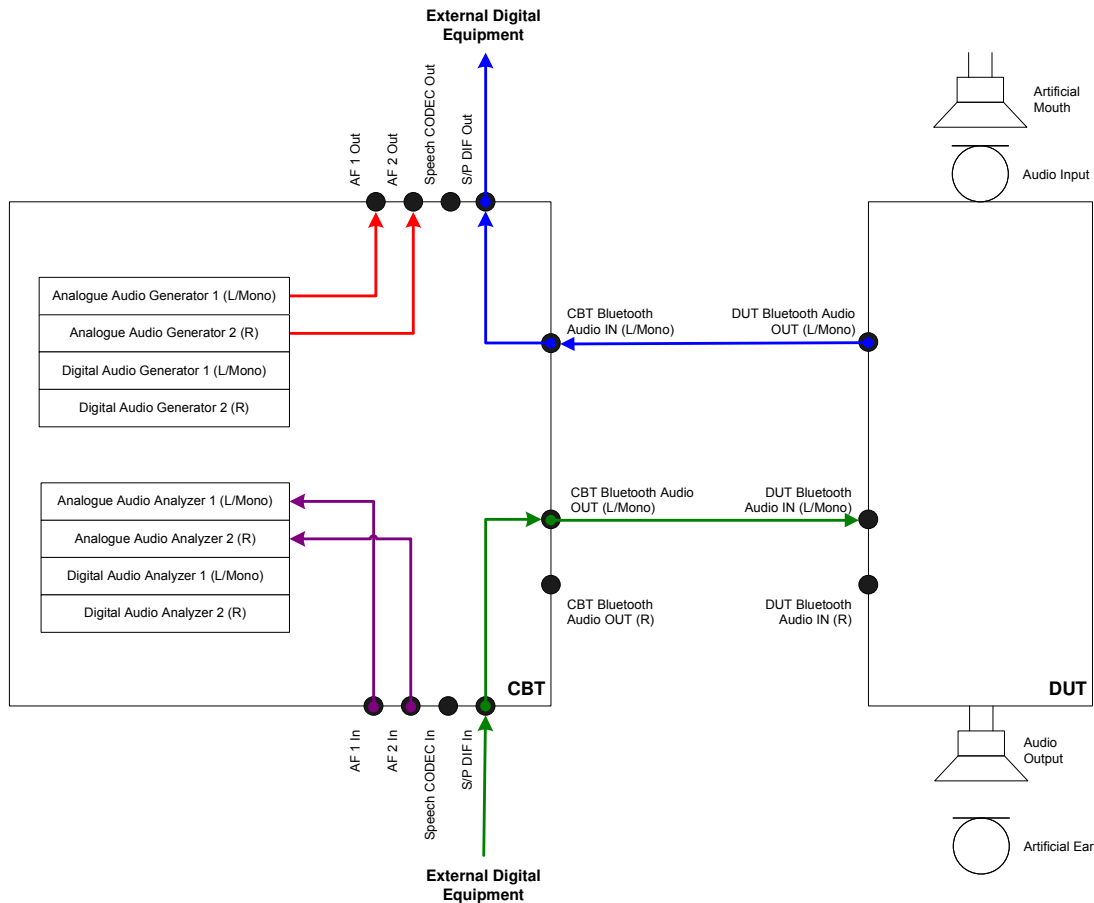 External Digital
Equipment
AF 1 Out
AF 2 Out
Speech CODEC Out
S/P DIF Out
Artificial
Mouth
Audio Input
Analogue Audio Generator 1 (L/Mono)
Analogue Audio Generator 2 (R)
Digital Audio Generator 1 (L/Mono)
Digital Audio Generator 2 (R)
CBT Bluetooth
Audio IN (L/Mono)
DUT Bluetooth Audio
OUT (L/Mono)
Analogue Audio Analyzer 1 (L/Mono)
Analogue Audio Analyzer 2 (R)
Digital Audio Analyzer 1 (L/Mono)
Digital Audio Analyzer 2 (R)
CBT Bluetooth Audio
OUT (L/Mono)
DUT Bluetooth
Audio IN (L/Mono)
CBT Bluetooth
Audio OUT (R)
DUT Bluetooth
Audio IN (R)
CBT
DUT
AF 1 In
AF 2 In
Speech CODEC In
S/P DIF In
Audio
Output
Artificial Ear
External Digital
Equipment